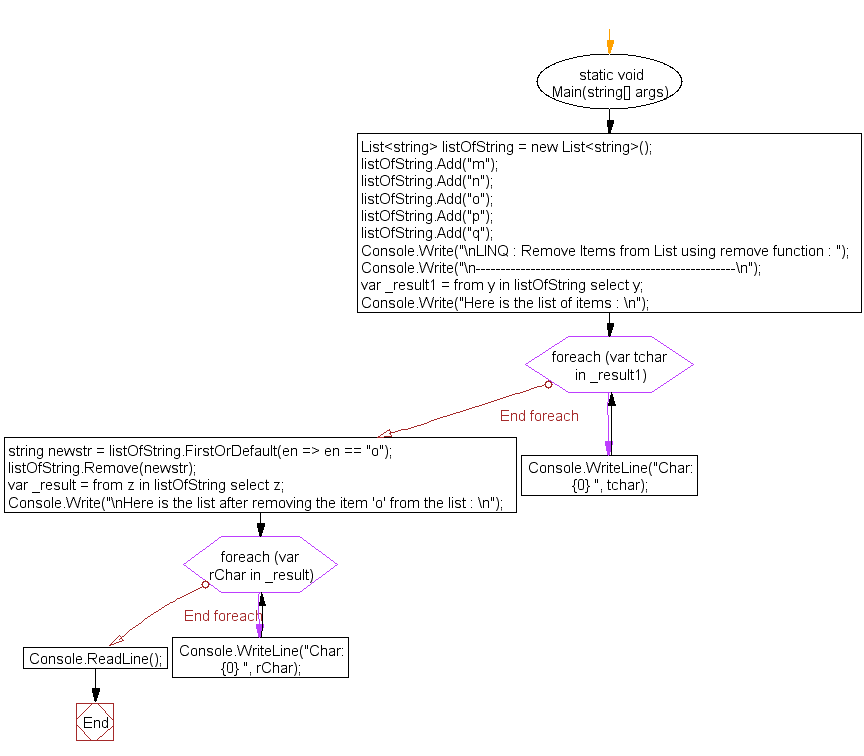 static void
Main(string[] args)
List<string> listOfString = new List<string>();
listOfString.Add("m");
listOfString.Add("n");
listOfString.Add("o");
listOfString.Add("p");
listOfString.Add("q");
Console.Write("\nLINQ : Remove Items from List using remove function : ");
Console.Write("\n----------------------------------------------------\n");
var _result1 = from y in listOfString select y;
Console.Write("Here is the list of items : \n");
foreach (var tchar
in _result1)
End foreach
Console.WriteLine("Char:
{0} ", tchar);
string newstr = listOfString.FirstOrDefault(en => en == "o");
listOfString.Remove(newstr);
var _result = from z in listOfString select z;
Console.Write("\nHere is the list after removing the item 'o' from the list : \n");
foreach (var
rChar in _result)
End foreach
Console.WriteLine("Char:
{0} ", rChar);
Console.ReadLine();
End